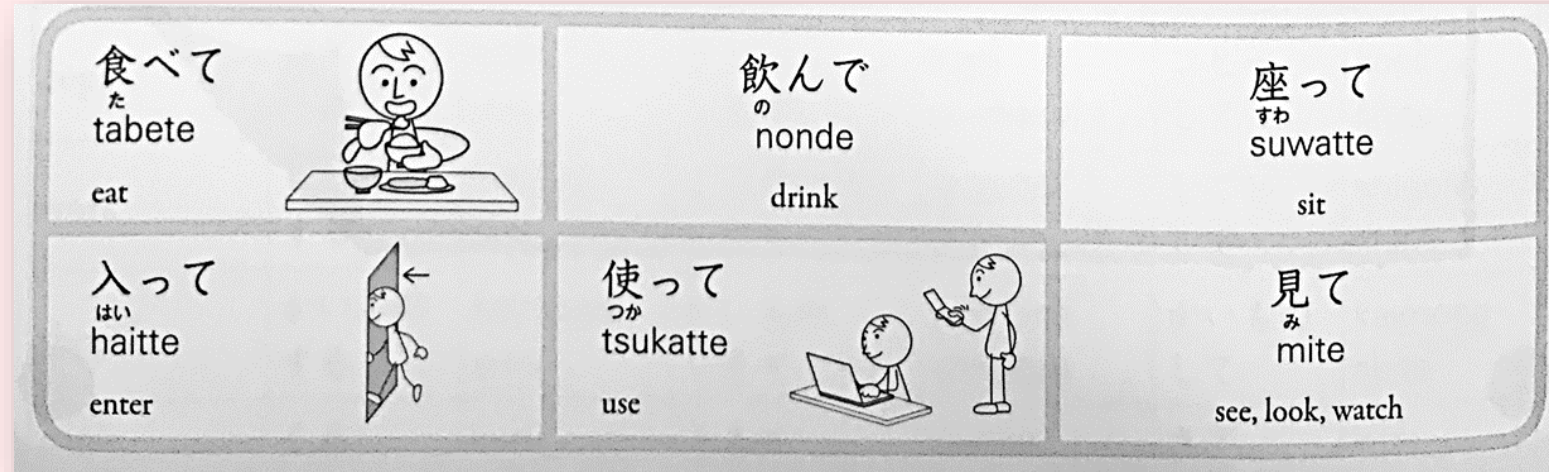 食べて
た
tabete
eat
飲んで
の
nonde
drink
座って
すわ
suwatte
sit
入って
はい
haitte
enter
使って
つか
tsukatte
use
見て
み
mite
see, look, watch